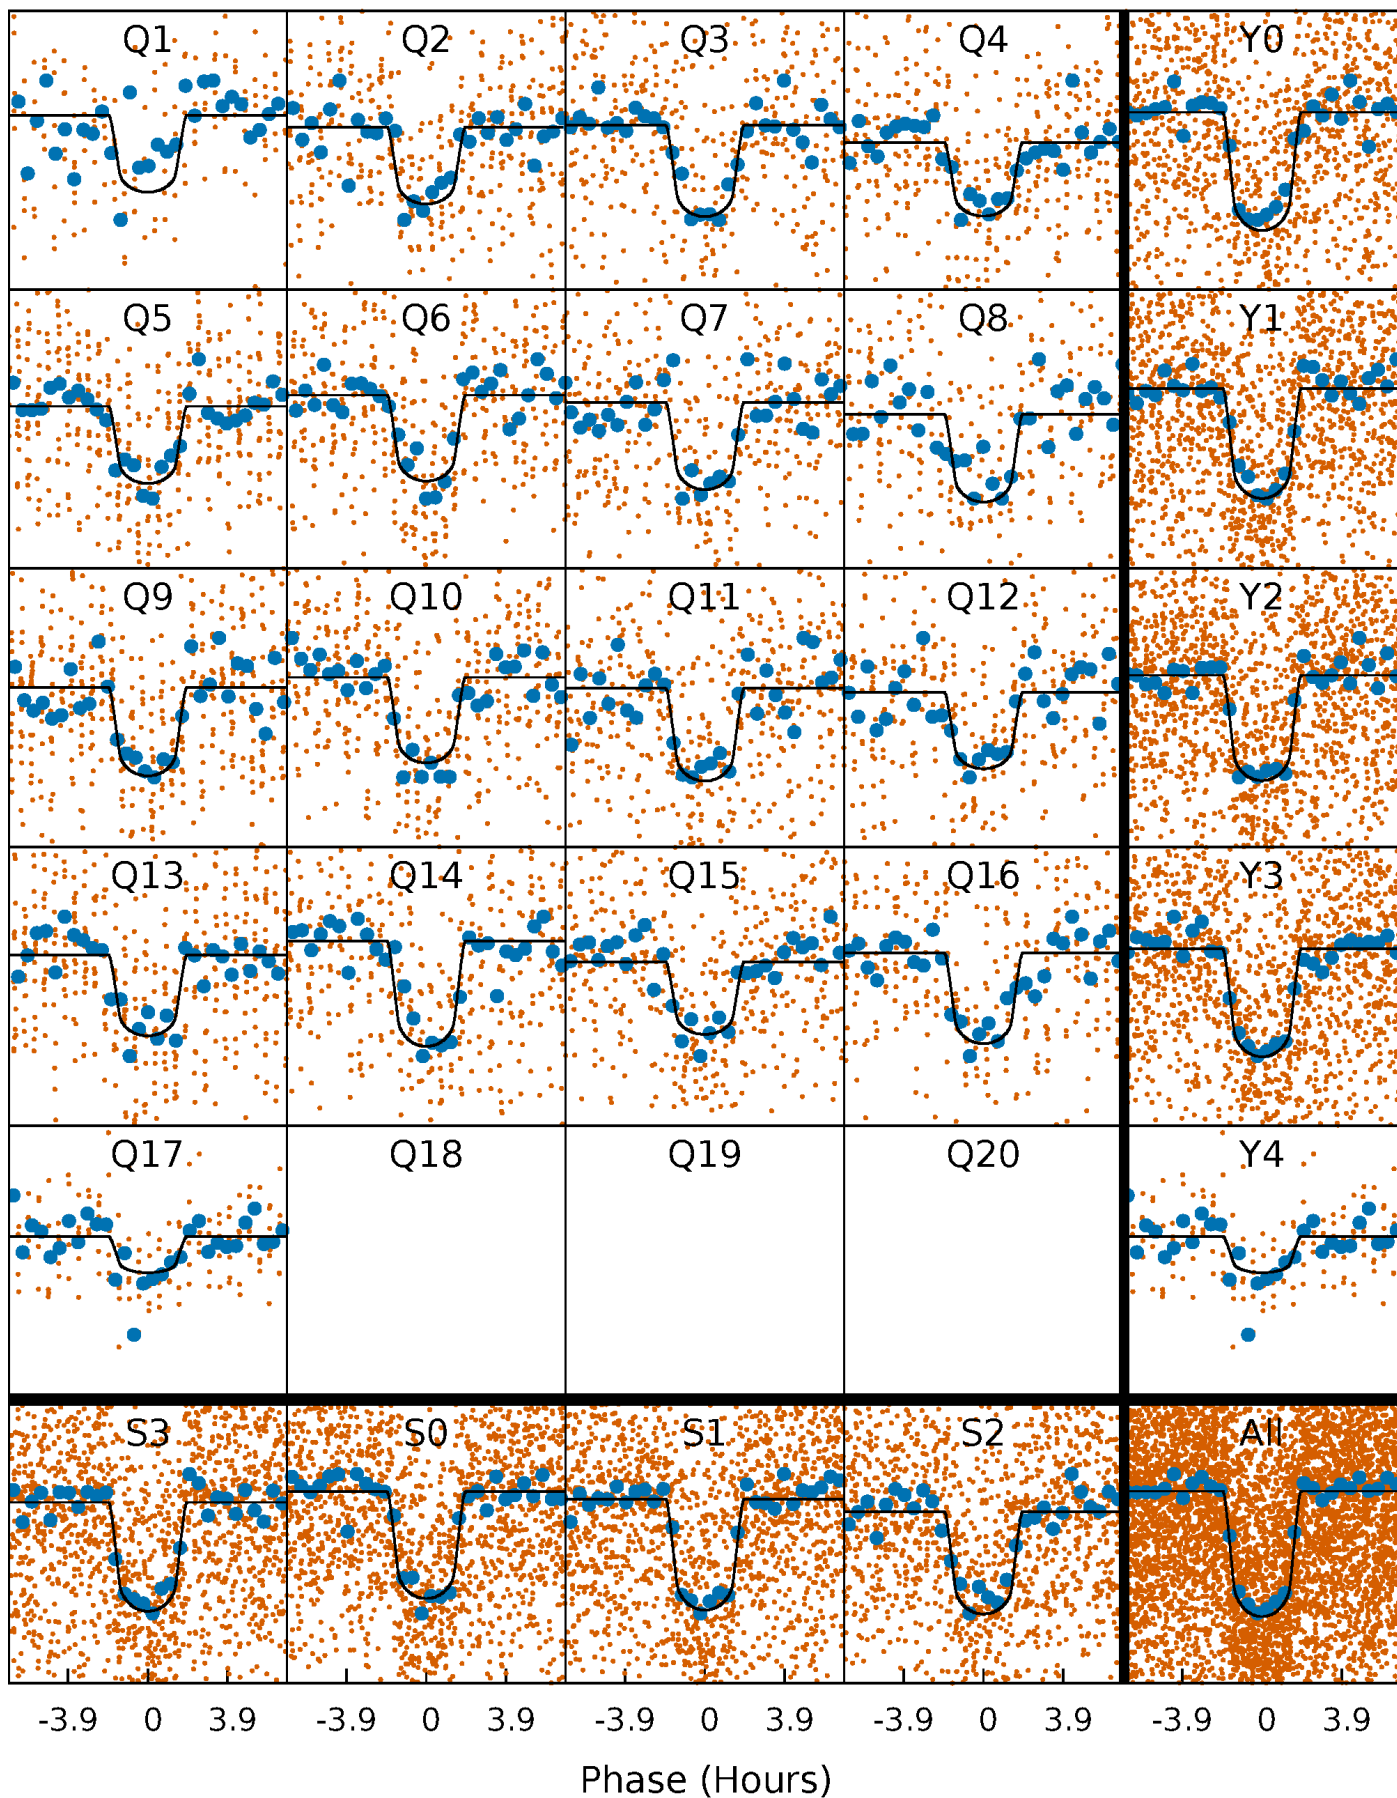 Q1 Q2 Q3 Q4 Y0
Q5 Q6 Q7 Q8 Y1
Q9 Q10 Q11 Q12 Y2
Q13 Q14 Q15 Q16 Y3
Q17 Q18 Q19 Q20 Y4
S3 S0 S1 S2 All
-3.9 0 3.9 -3.9 0 3.9 -3.9 0 3.9 -3.9 0 3.9 -3.9 0 3.9
Phase (Hours)